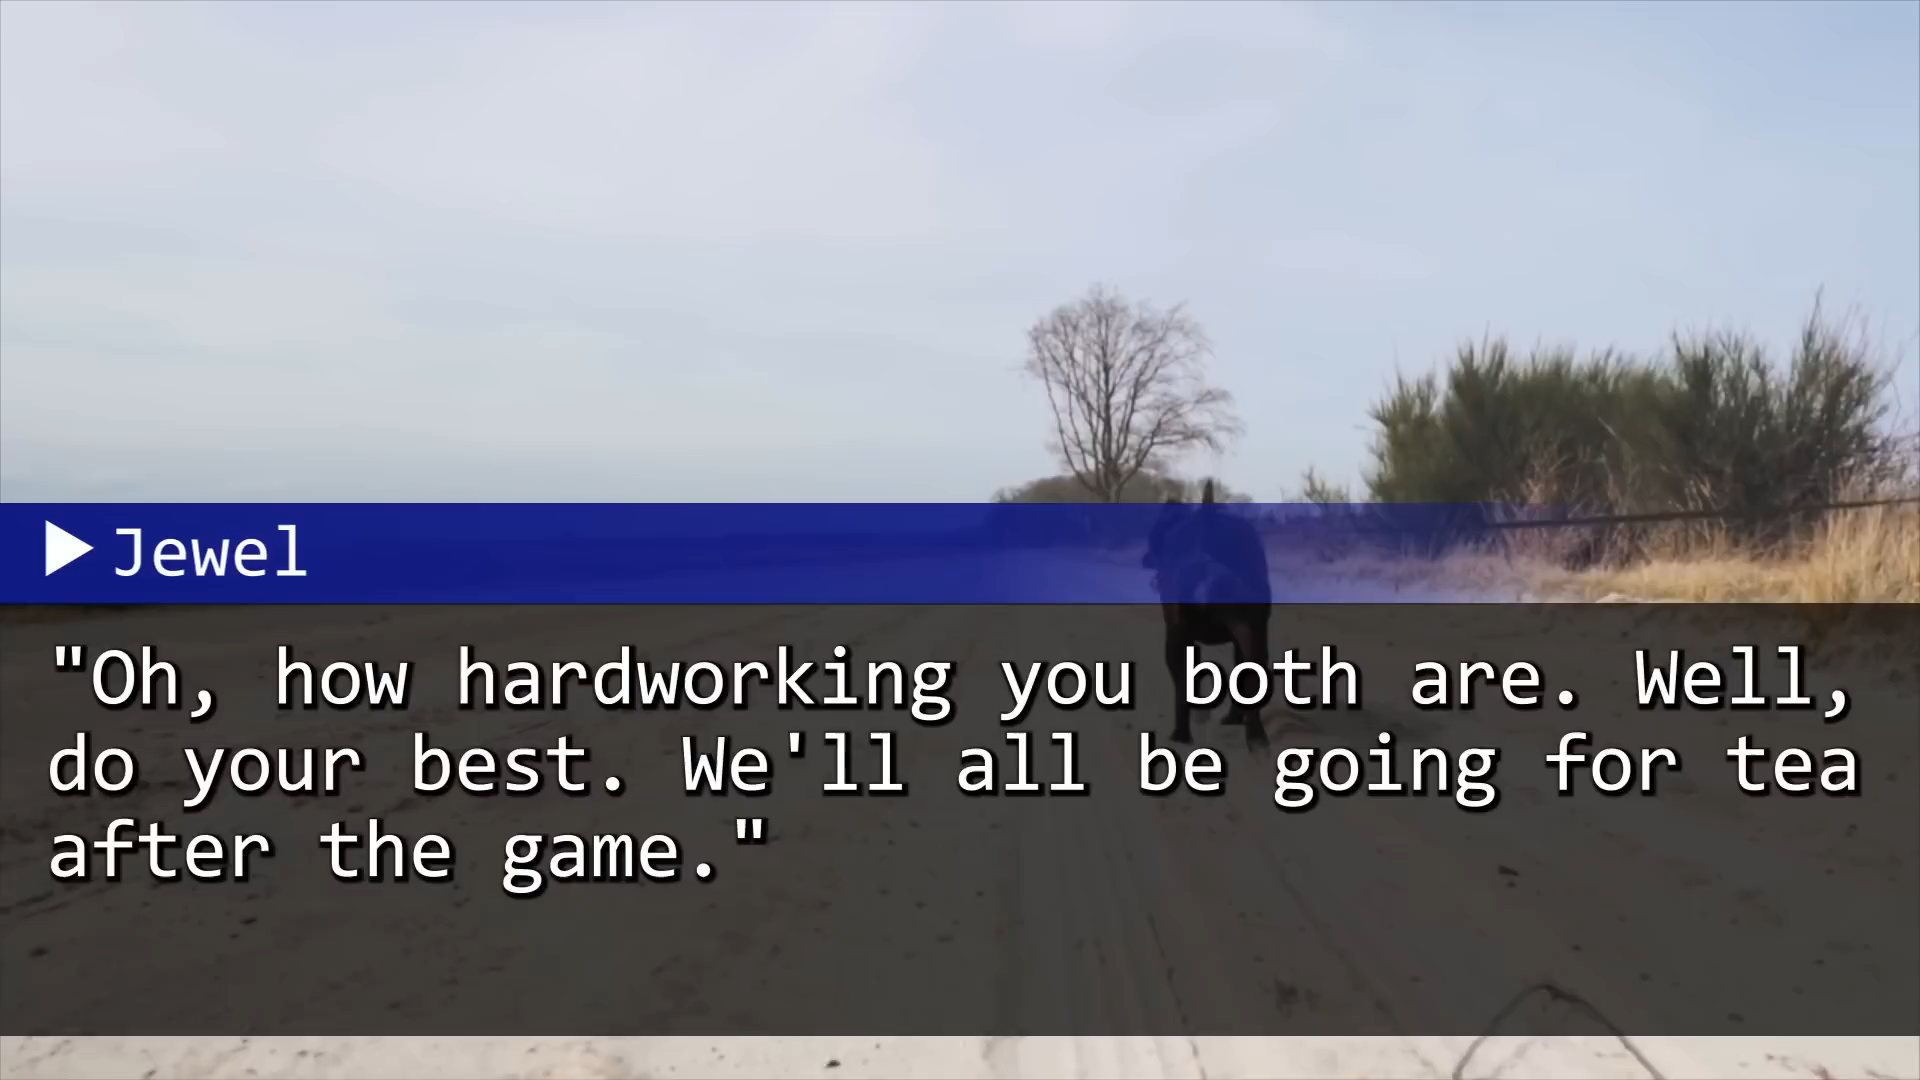 Jewel
"Oh, how hardworking you both are. Well,
do your best. We'll all be going for tea
after the game."